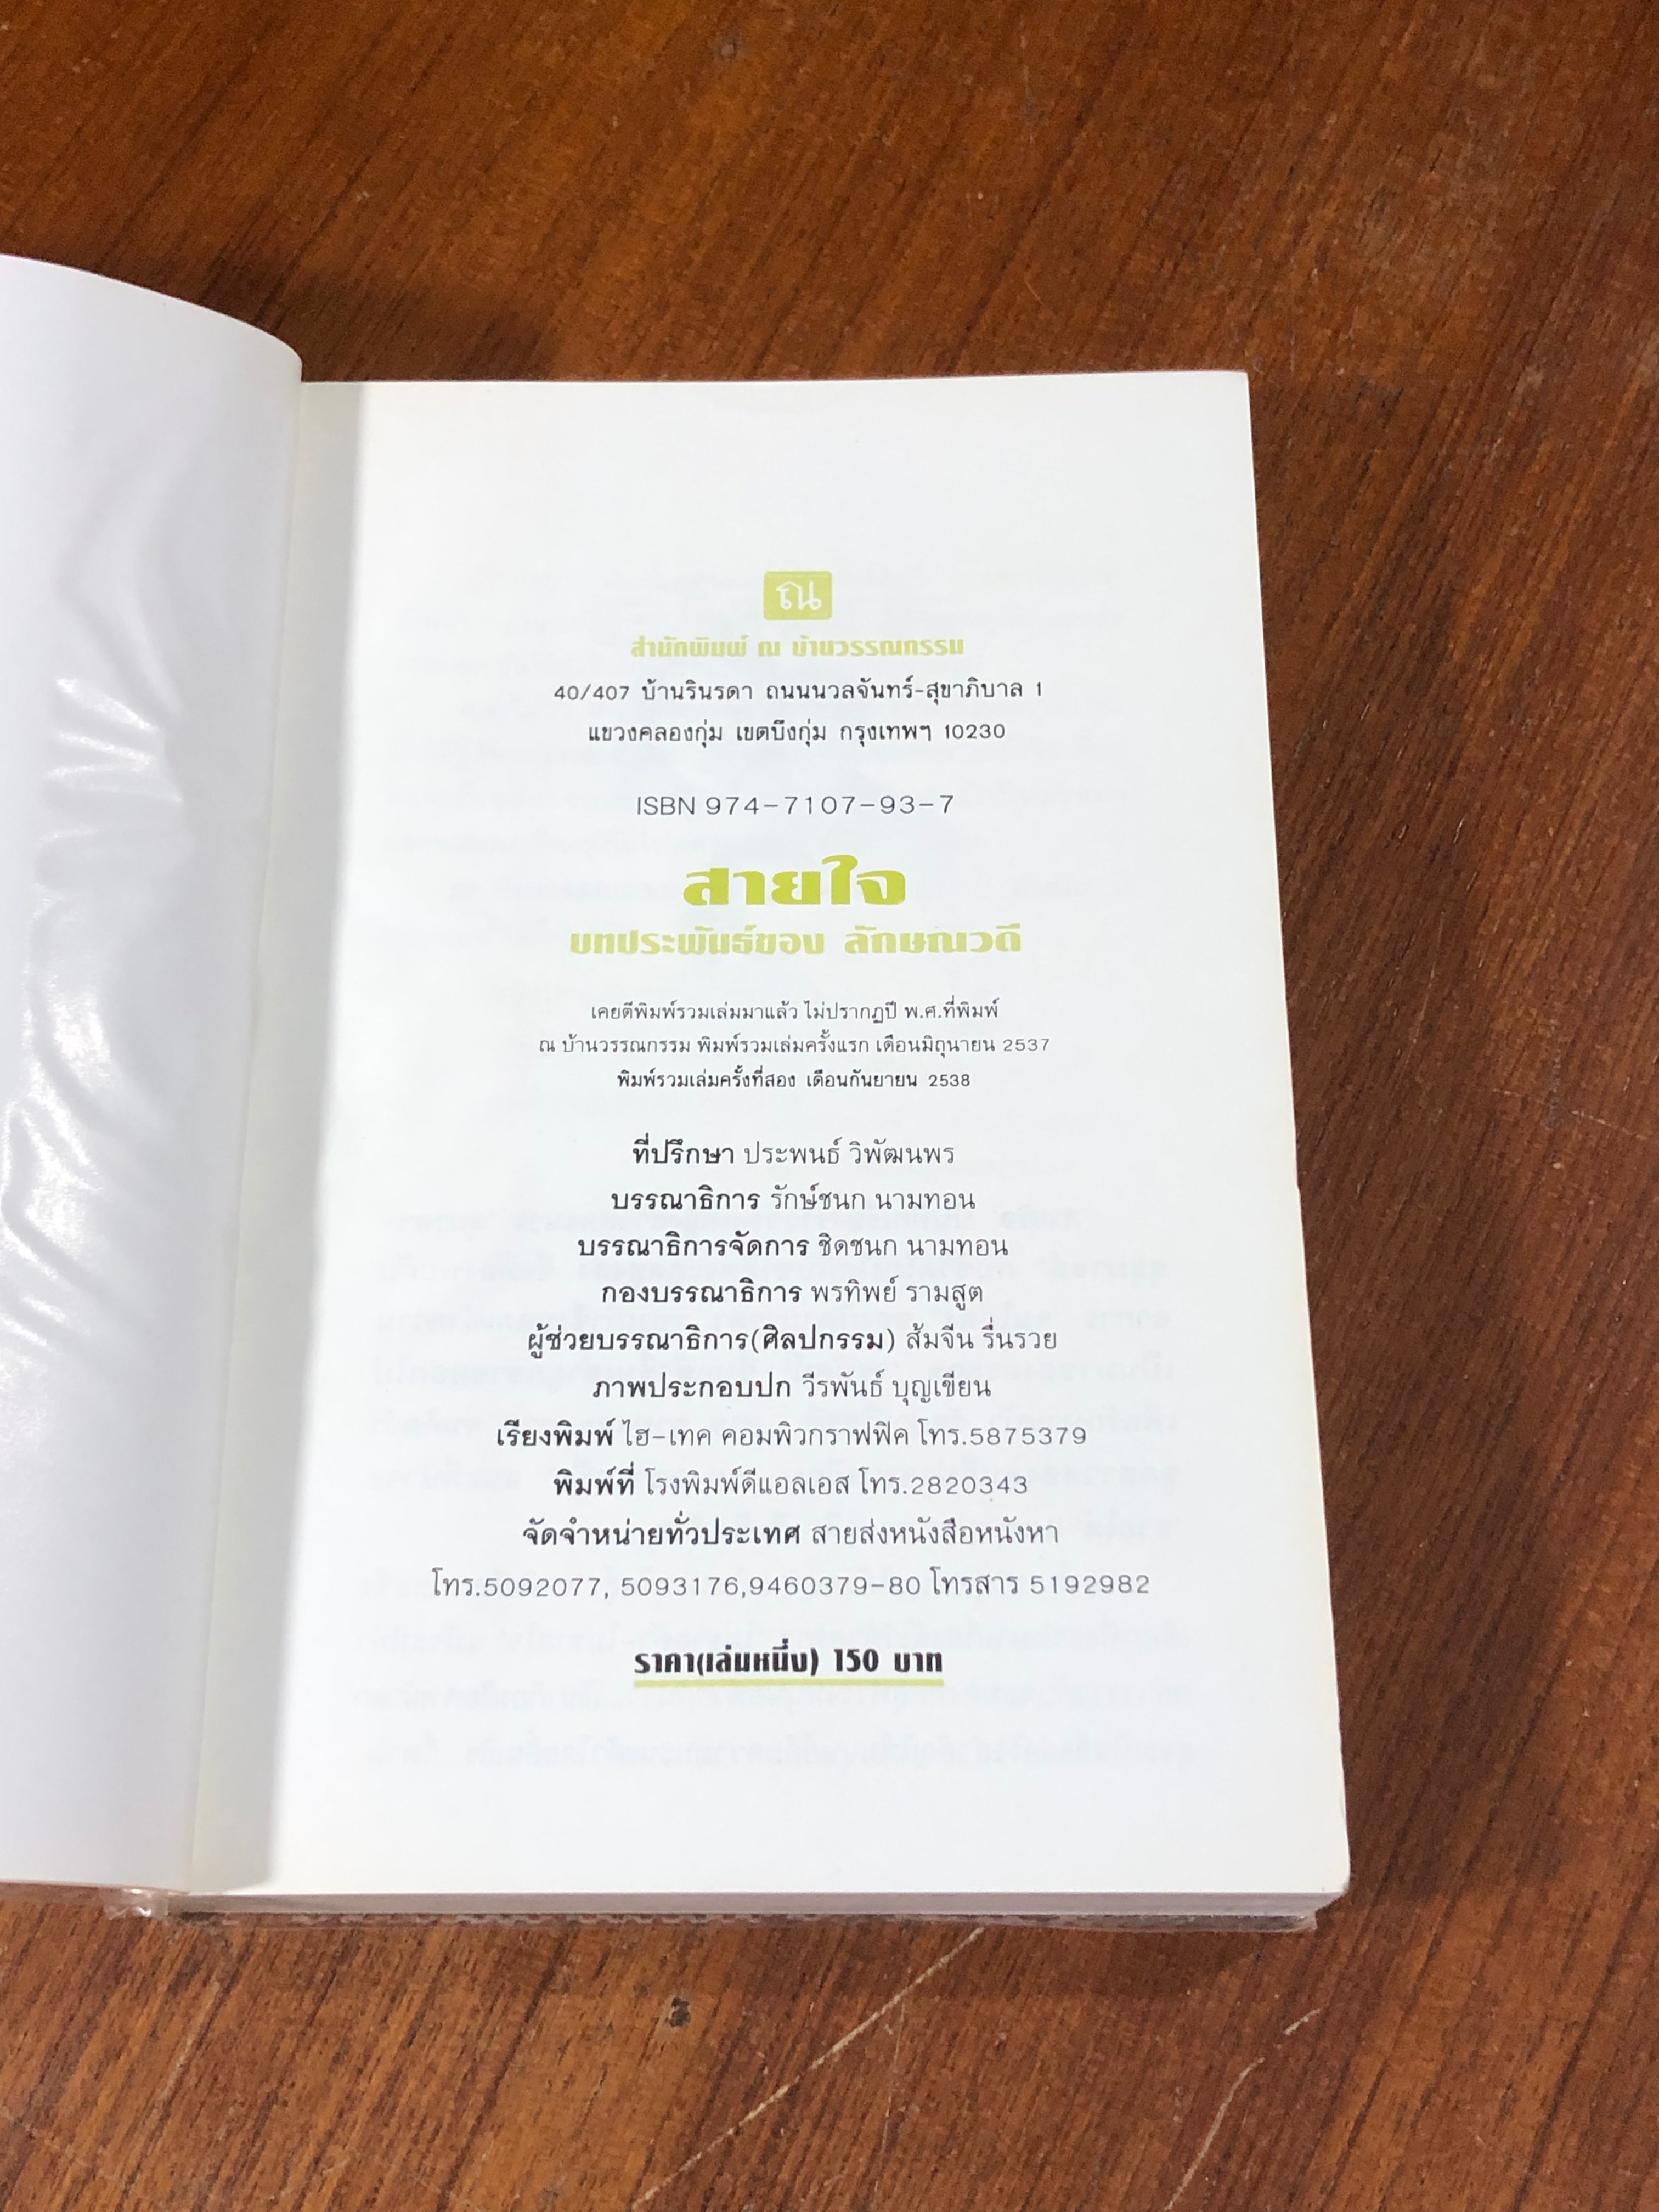 ณ
สำนักพิมพ์ ณ บ้านวรรณกรรม
40/407 บ้านรินรดา ถนนนวลจันทร์-สุขาภิบาล 1
แขวงคลองกุ่ม เขตบึงกุ่ม กรุงเทพฯ 10230
ISBN 974-7107-93-7
สายใจ
บทประพันธ์ของ ลักษณวดี
เคยตีพิมพ์รวมเล่มมาแล้ว ไม่ปรากฏปี พ.ศ.ที่พิมพ์
ณ บ้านวรรณกรรม พิมพ์รวมเล่มครั้งแรก เดือนมิถุนายน 2537
พิมพ์รวมเล่มครั้งที่สอง เดือนกันยายน 2538
ที่ปรึกษา ประพนธ์ วิพัฒนพร
บรรณาธิการ รักษ์ชนก นามทอน
บรรณาธิการจัดการ ชิดชนก นามทอน
กองบรรณาธิการ พรทิพย์ รามสูต
ผู้ช่วยบรรณาธิการ(ศิลปกรรม) ส้มจีน รื่นรวย
ภาพประกอบปก วีรพันธ์ บุญเขียน
เรียงพิมพ์ ไฮ-เทค คอมพิวกราฟฟิค โทร.5875379
พิมพ์ที่ โรงพิมพ์ดีแอลเอส โทร.2820343
จัดจำหน่ายทั่วประเทศ สายส่งหนังสือหนังหา
โทร.5092077, 5093176,9460379-80 โทรสาร 5192982
ราคา(เล่มหนึ่ง) 150 บาท